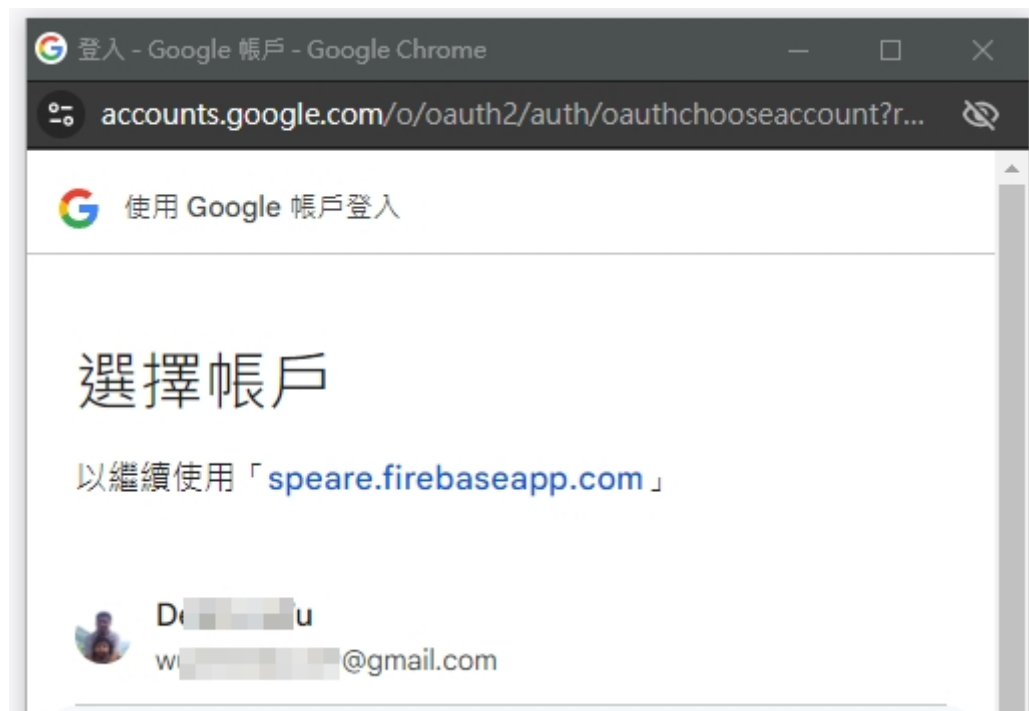 登入 - Google 帳戶 - Google Chrome
accounts.google.com/o/oauth2/auth/oauthchooseaccount?r...
使用 Google 帳戶登入
選擇帳戶
以繼續使用「speare.firebaseapp.com」
@gmail.com